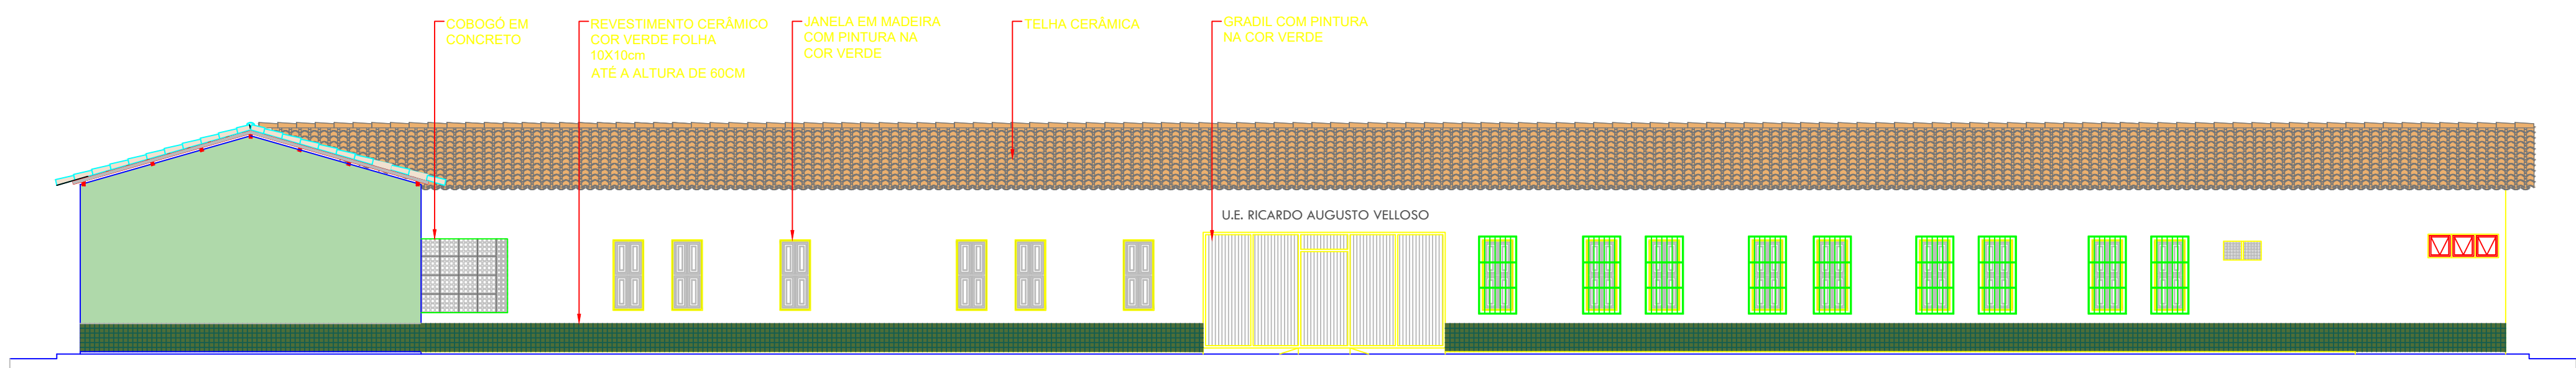 COBOGÓ EM
CONCRETO
REVESTIMENTO CERÂMICO
COR VERDE FOLHA
10X10cm
ATÉ A ALTURA DE 60CM
JANELA EM MADEIRA
COM PINTURA NA
COR VERDE
TELHA CERÂMICA
GRADIL COM PINTURA
NA COR VERDE
U.E. RICARDO AUGUSTO VELLOSO